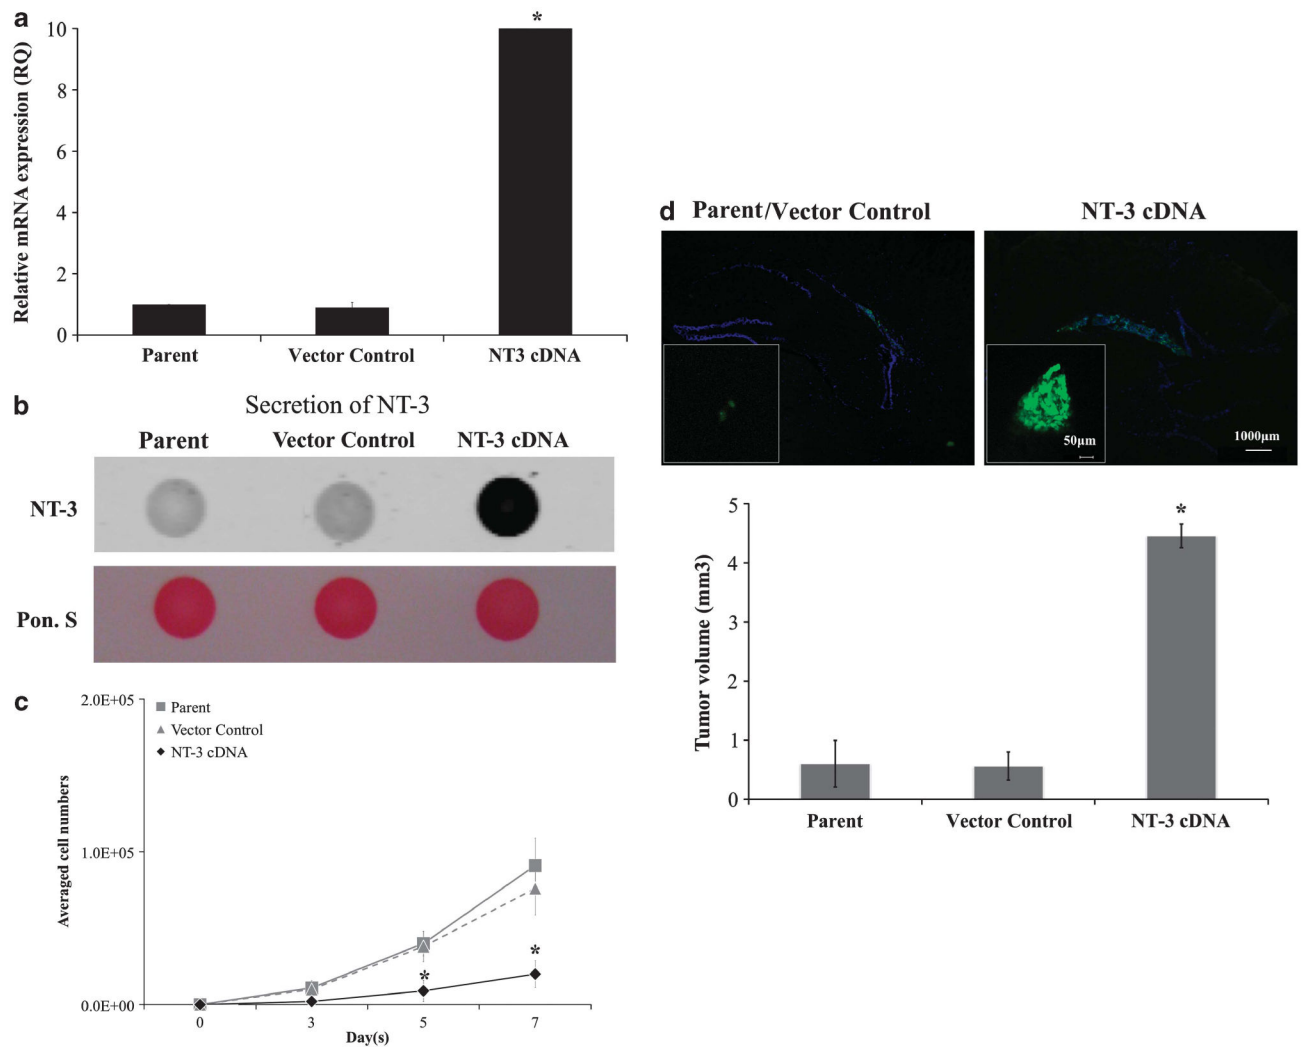 a
Relative mRNA expression (RQ)
10
*
8
6
4
2
0
Parent
Vector Control
NT3 cDNA
b
Secretion of NT-3
Parent
Vector Control
NT-3 cDNA
NT-3
Pon. S
c
Averaged cell numbers
2.0E+05
1.0E+05
0.0E+00
Parent
Vector Control
NT-3 cDNA
*
*
0
3
5
7
Day(s)
d
Parent/Vector Control
NT-3 cDNA
50µm
1000µm
Tumor volume (mm3)
5
4
3
2
1
0
*
Parent
Vector Control
NT-3 cDNA